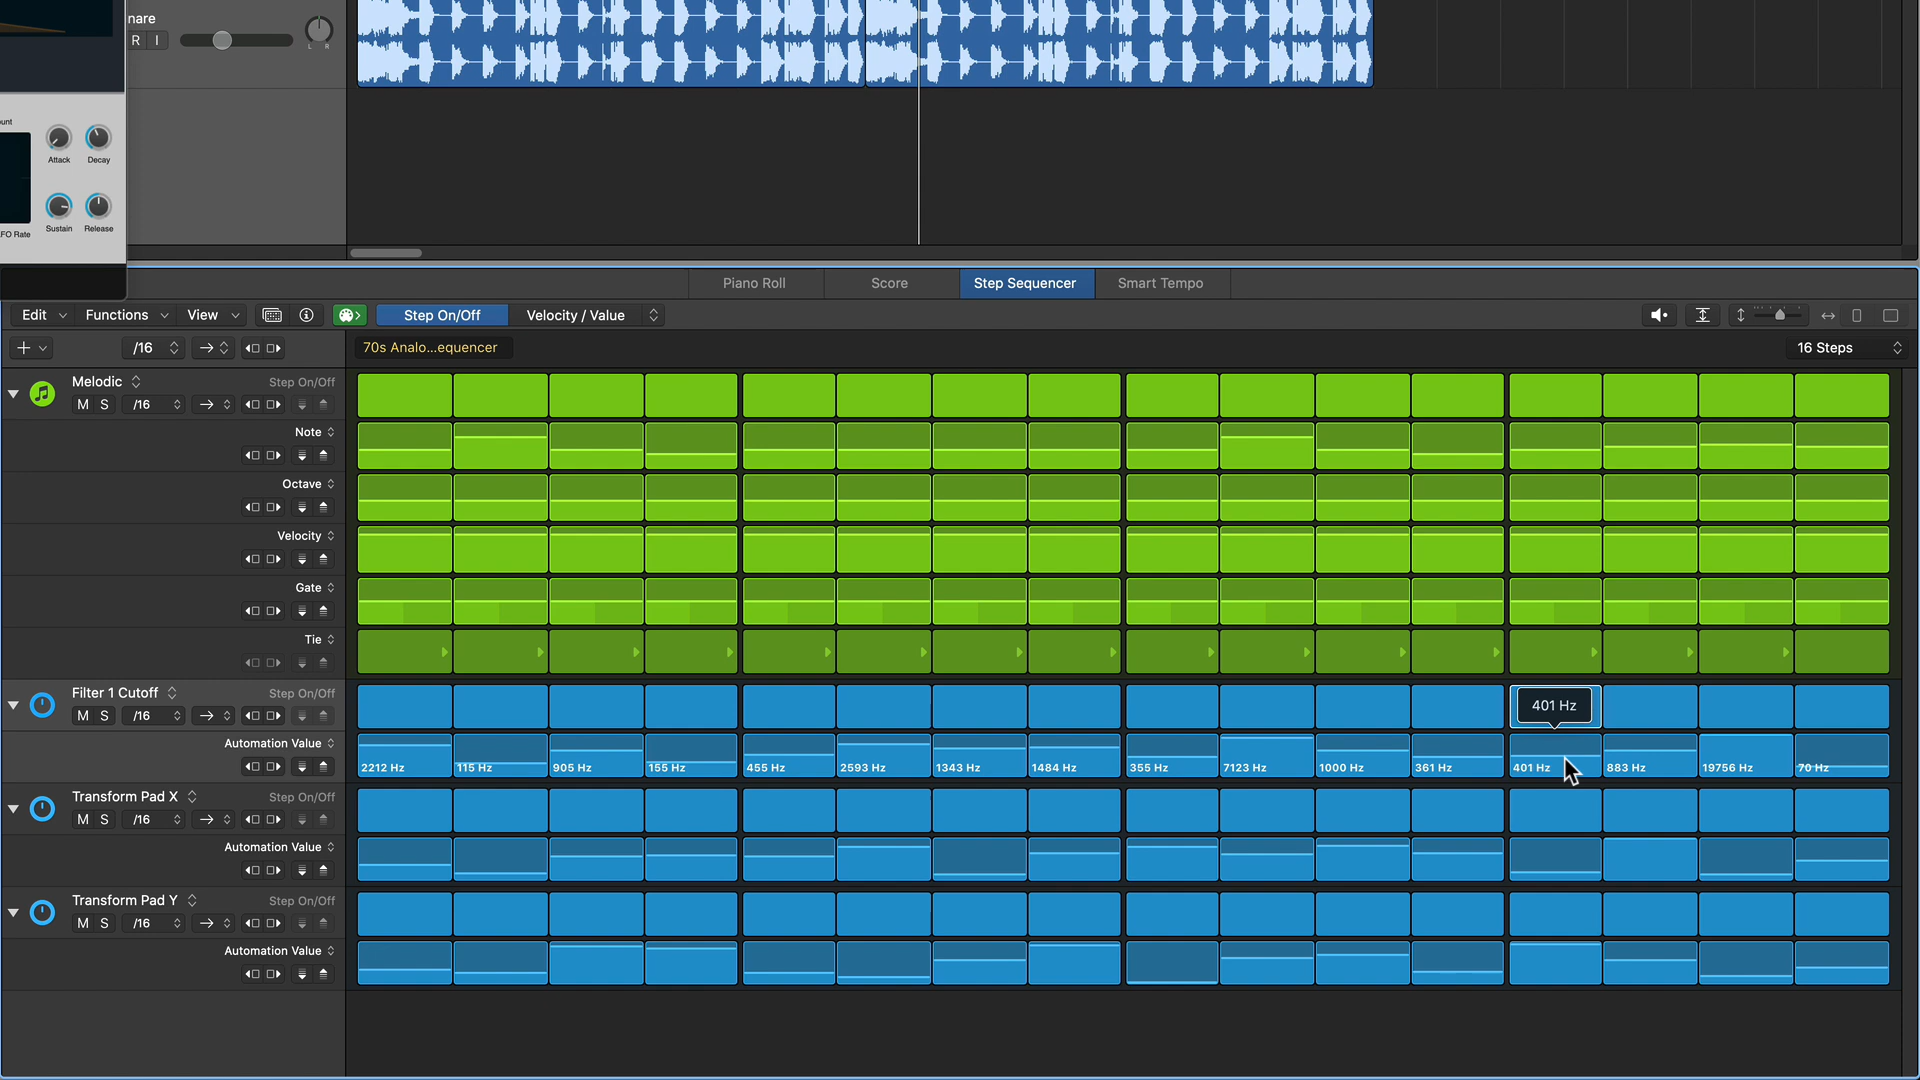 nare
R I
L R
ount
Attack Decay
Sustain Release
FO Rate
Piano Roll Score Step Sequencer Smart Tempo
Edit Functions View Step On/Off Velocity / Value
/16 70s Analo...equencer 16 Steps
Melodic Step On/Off
M S /16
Note
Octave
Velocity
Gate
Tie
Filter 1 Cutoff Step On/Off
401 Hz
M S /16
Automation Value
2212 Hz 115 Hz 905 Hz 155 Hz 455 Hz 2593 Hz 1343 Hz 1484 Hz 355 Hz 7123 Hz 1000 Hz 361 Hz 401 Hz 883 Hz 19756 Hz 70 Hz
Transform Pad X Step On/Off
M S /16
Automation Value
Transform Pad Y Step On/Off
M S /16
Automation Value